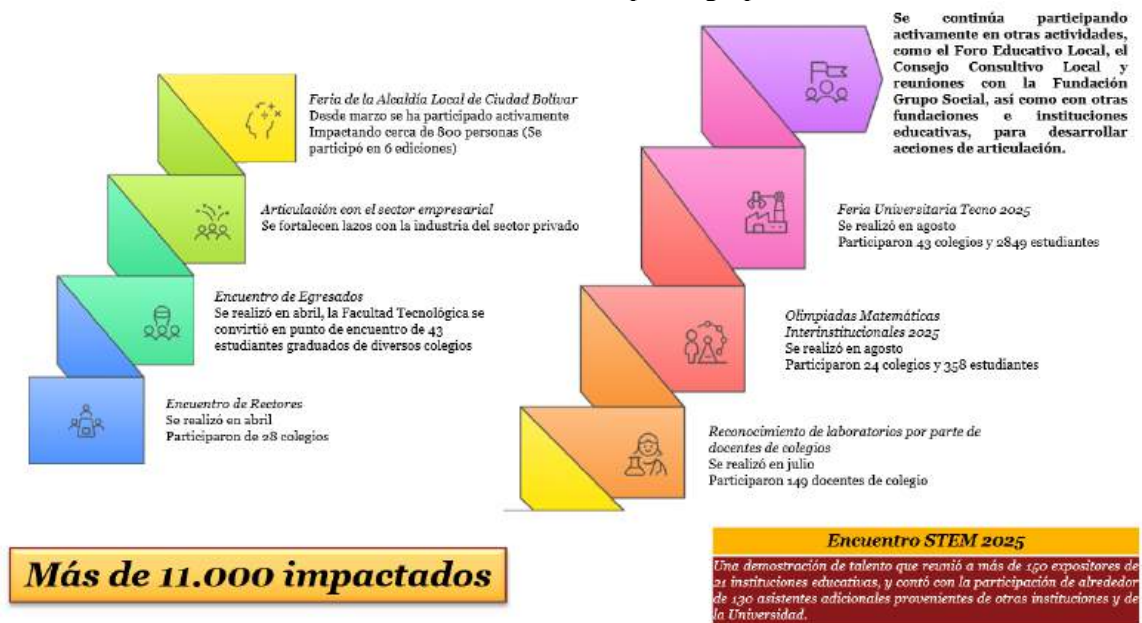 Feria de la Alcaldía Local de Ciudad Bolívar
Desde marzo se ha participado activamente
Impactando cerca de 800 personas (Se
participó en 6 ediciones)
Articulación con el sector empresarial
Se fortalecen lazos con la industria del sector privado
Encuentro de Egresados
Se realizó en abril, la Facultad Tecnológica se
convirtió en punto de encuentro de 43
estudiantes graduados de diversos colegios
Encuentro de Rectores
Se realizó en abril
Participaron de 28 colegios
Se continúa participando
activamente en otras actividades,
como el Foro Educativo Local, el
Consejo Consultivo Local y
reuniones con la Fundación
Grupo Social, así como con otras
fundaciones e instituciones
educativas, para desarrollar
acciones de articulación.
Feria Universitaria Tecno 2025
Se realizó en agosto
Participaron 43 colegios y 2849 estudiantes
Olimpiadas Matemáticas
Interinstitucionales 2025
Se realizó en agosto
Participaron 24 colegios y 358 estudiantes
Reconocimiento de laboratorios por parte de
docentes de colegios
Se realizó en julio
Participaron 149 docentes de colegio
Más de 11.000 impactados
Encuentro STEM 2025
Una demostración de talento que reunió a más de 150 expositores de
21 instituciones educativas, y contó con la participación de alrededor
de 130 asistentes adicionales provenientes de otras instituciones y de
la Universidad.